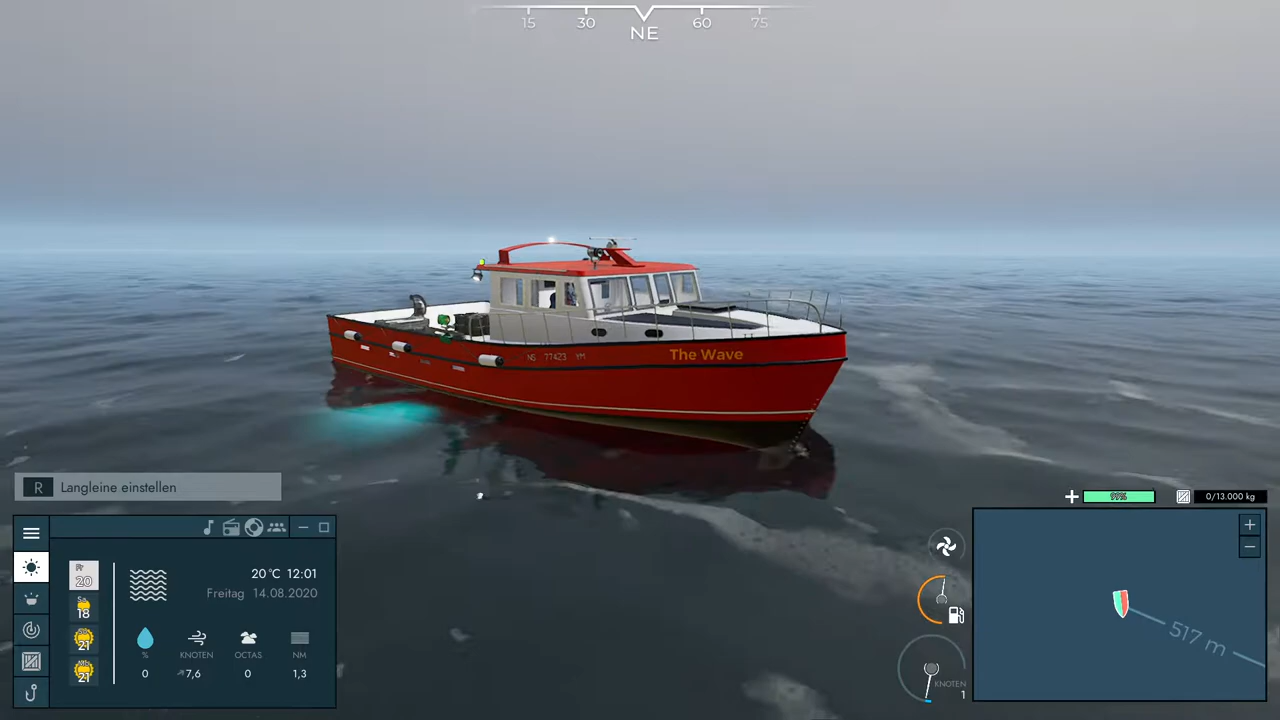 15 30 60 75
NE
The Wave
NS 77423 YM
R Langleine einstellen
99%
0/13.000 kg
20°C 12:01
Freitag 14.08.2020
Fr
20
Sa
18
21
21
% KNOTEN OCTAS NM
0 7,6 0 1,3
517 m
KNOTEN
1